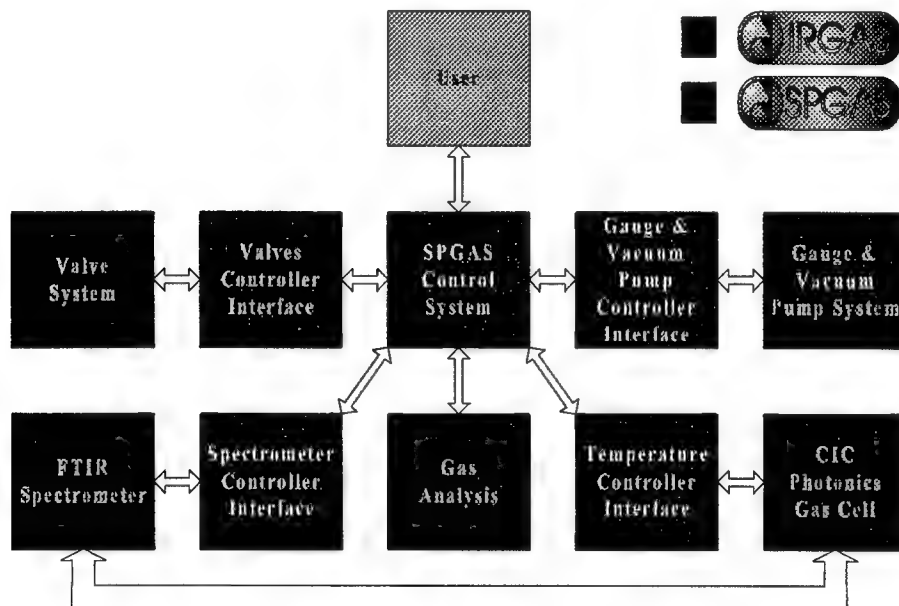 User
IRGAS
SPGAS
Valve
System
Valves
Controller
Interface
SPGAS
Control
System
Gauge &
Vacuum
Pump
Controller
Interface
Gauge &
Vacuum
Pump System
FTIR
Spectrometer
Spectrometer
Controller
Interface
Gas
Analysis
Temperature
Controller
Interface
CIC
Photonics
Gas Cell